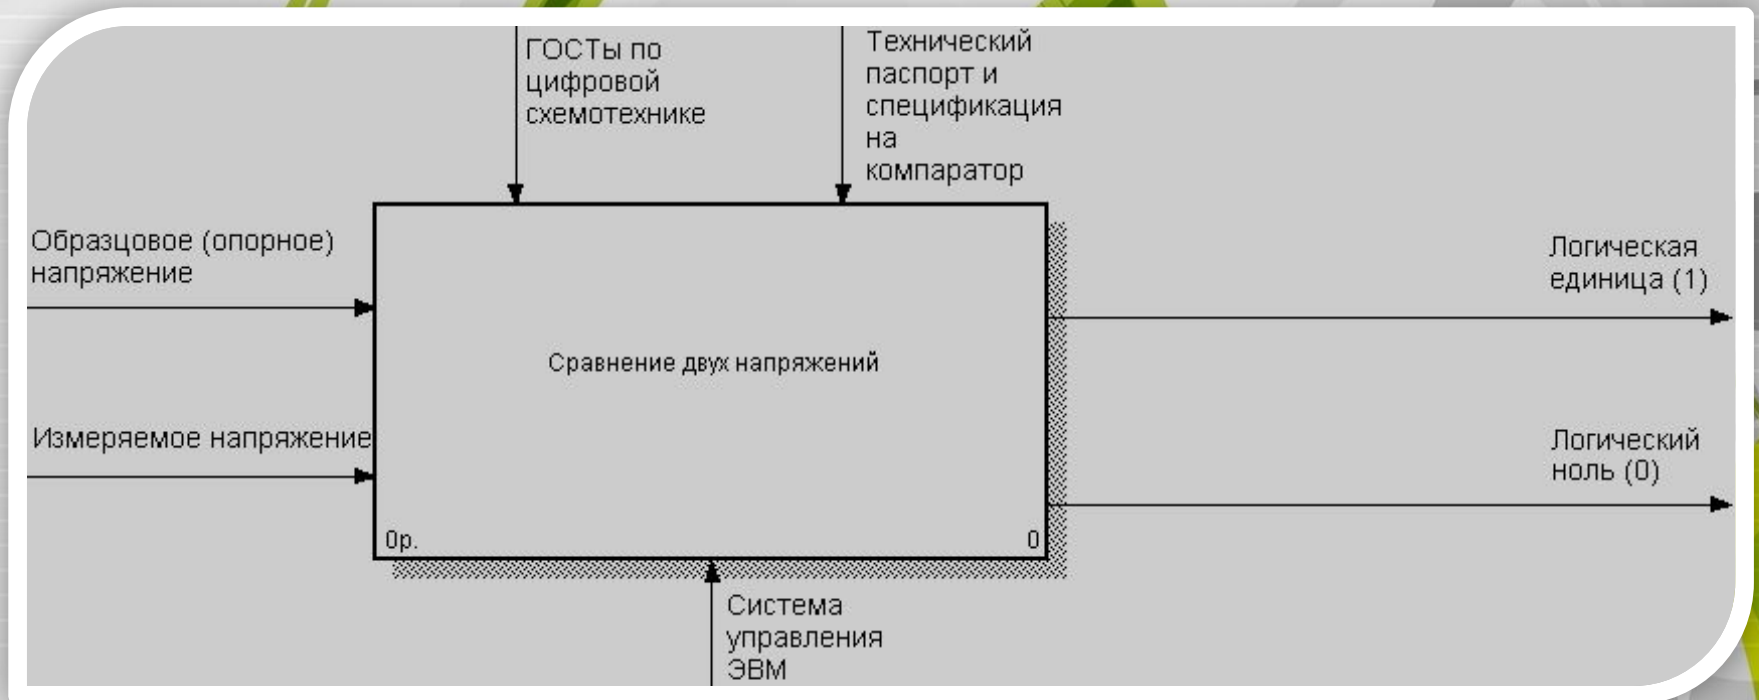 ГОСТы по
цифровой
схемотехнике
Технический
паспорт и
спецификация
на
компаратор
Образцовое (опорное)
напряжение
Логическая
единица (1)
Сравнение двух напряжений
Измеряемое напряжение
Логический
ноль (0)
0р.
0
Система
управления
ЭВМ